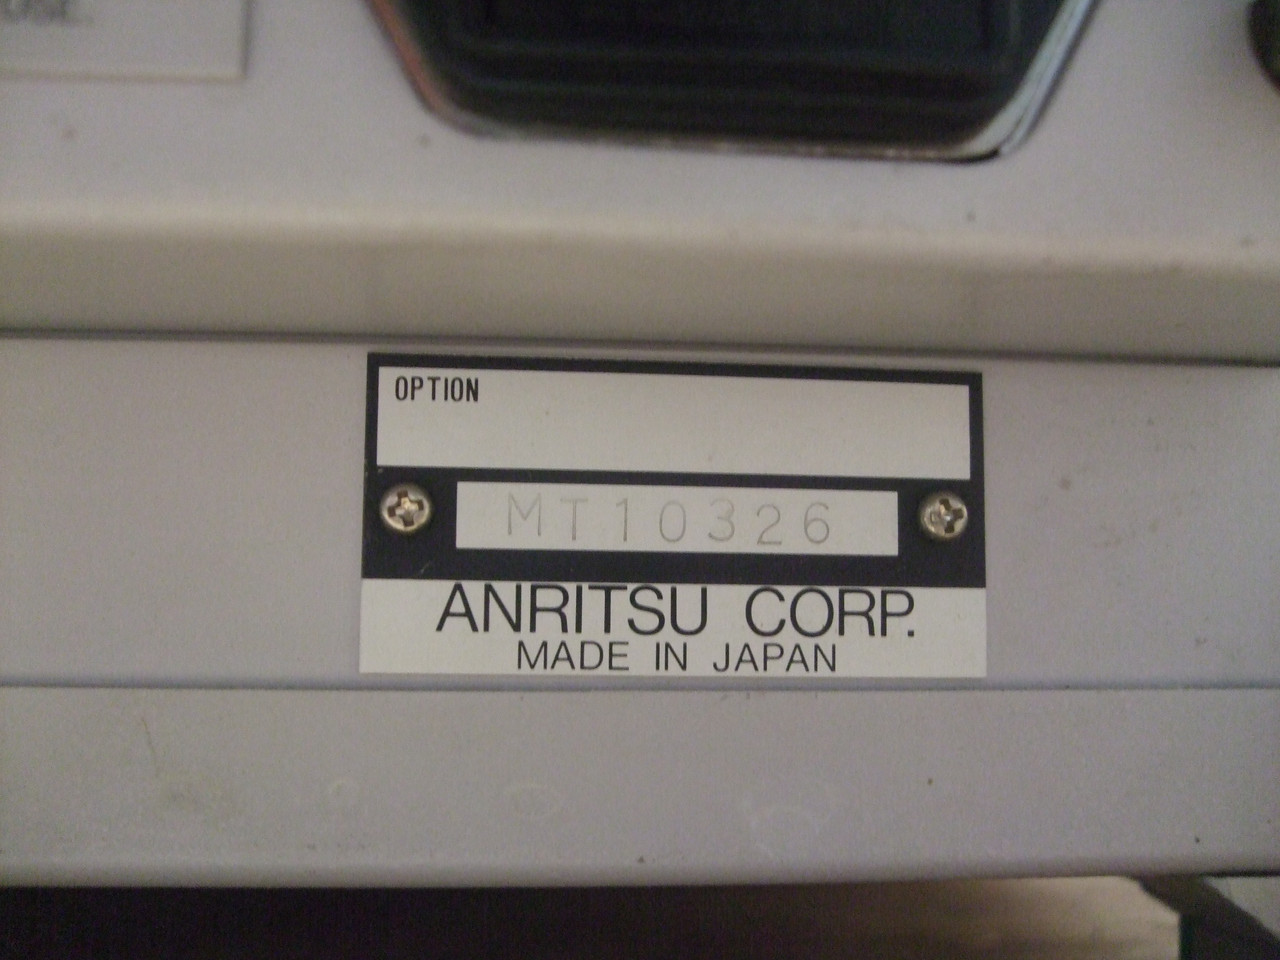 OPTION
MT10326
ANRITSU CORP.
MADE IN JAPAN